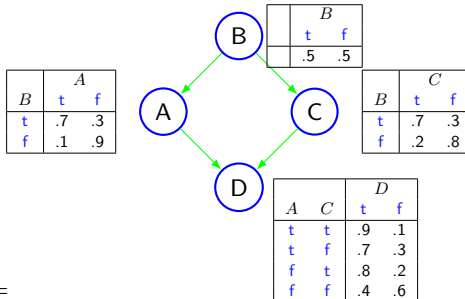 B
B
t f
.5 .5
A
B t f
t .7 .3
f .1 .9
A
C
C
B t f
t .7 .3
f .2 .8
D
D
A C t f
t t .9 .1
t f .7 .3
f t .8 .2
f f .4 .6
=